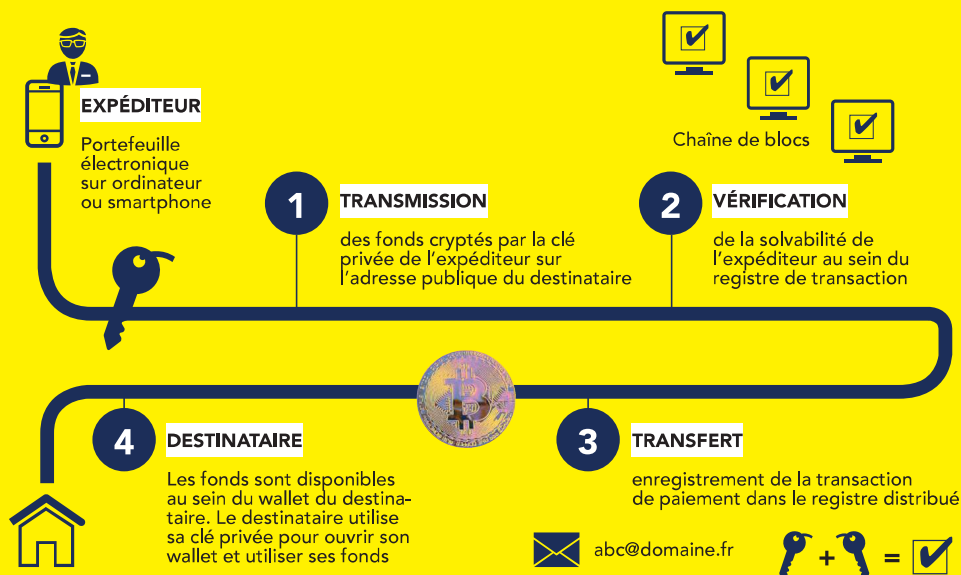 EXPÉDITEUR
Portefeuille
électronique
sur ordinateur
ou smartphone
Chaîne de blocs
1
TRANSMISSION
des fonds cryptés par la clé
privée de l'expéditeur sur
l'adresse publique du destinataire
2
VÉRIFICATION
de la solvabilité de
l'expéditeur au sein du
registre de transaction
4
DESTINATAIRE
Les fonds sont disponibles
au sein du wallet du destina-
taire. Le destinataire utilise
sa clé privée pour ouvrir son
wallet et utiliser ses fonds
3
TRANSFERT
enregistrement de la transaction
de paiement dans le registre distribué
abc@domaine.fr
+ =